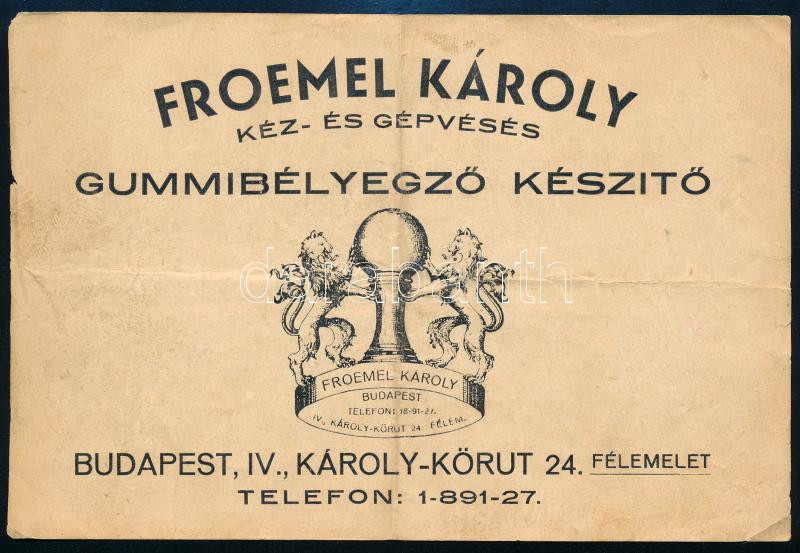 FROEMEL KÁROLY
KÉZ- ÉS GÉPVÉSÉS
GUMMIBÉLYEGZŐ KÉSZITŐ
darabanth
FROEMEL KÁROLY
BUDAPEST
TELEFON: 18-91-27.
IV., KÁROLY-KÖRUT 24. FÉLEM.
BUDAPEST, IV., KÁROLY-KÖRUT 24. FÉLEMELET
TELEFON: 1-891-27.